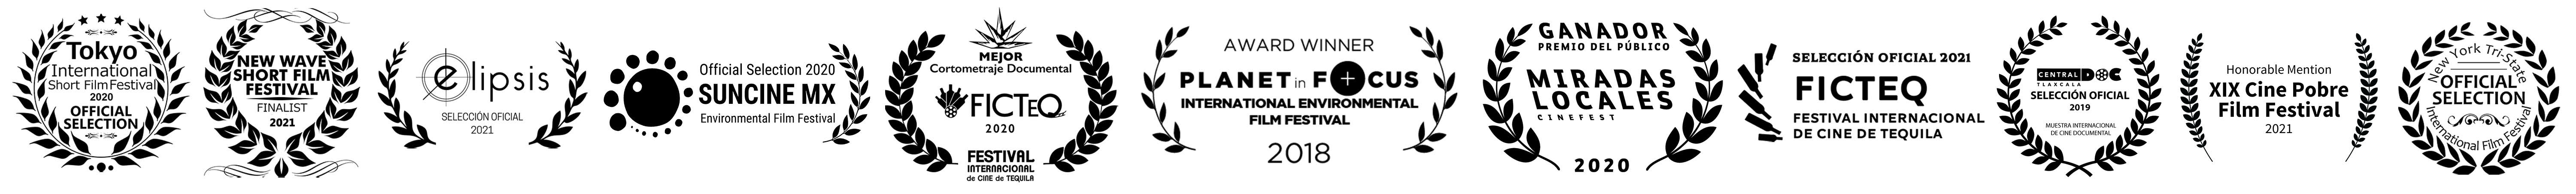 Tokyo
International
Short Film Festival
2020
OFFICIAL
SELECTION
NEW WAVE
SHORT FILM
FESTIVAL
FINALIST
2021
elipsis
SELECCIÓN OFICIAL
2021
Official Selection 2020
SUNCINE MX
Environmental Film Festival
MEJOR
Cortometraje Documental
FICTEQ
2020
FESTIVAL
INTERNACIONAL
de CINE de TEQUILA
AWARD WINNER
PLANET in FOCUS
INTERNATIONAL ENVIRONMENTAL
FILM FESTIVAL
2018
GANADOR
PREMIO DEL PÚBLICO
MIRADAS
LOCALES
CINEFEST
2020
SELECCIÓN OFICIAL 2021
FICTEQ
FESTIVAL INTERNACIONAL
DE CINE DE TEQUILA
CENTRAL DOC
TLAXCALA
SELECCIÓN OFICIAL
2019
MUESTRA INTERNACIONAL
DE CINE DOCUMENTAL
Honorable Mention
XIX Cine Pobre
Film Festival
2021
New York Tri-State
OFFICIAL
SELECTION
International Film Festival